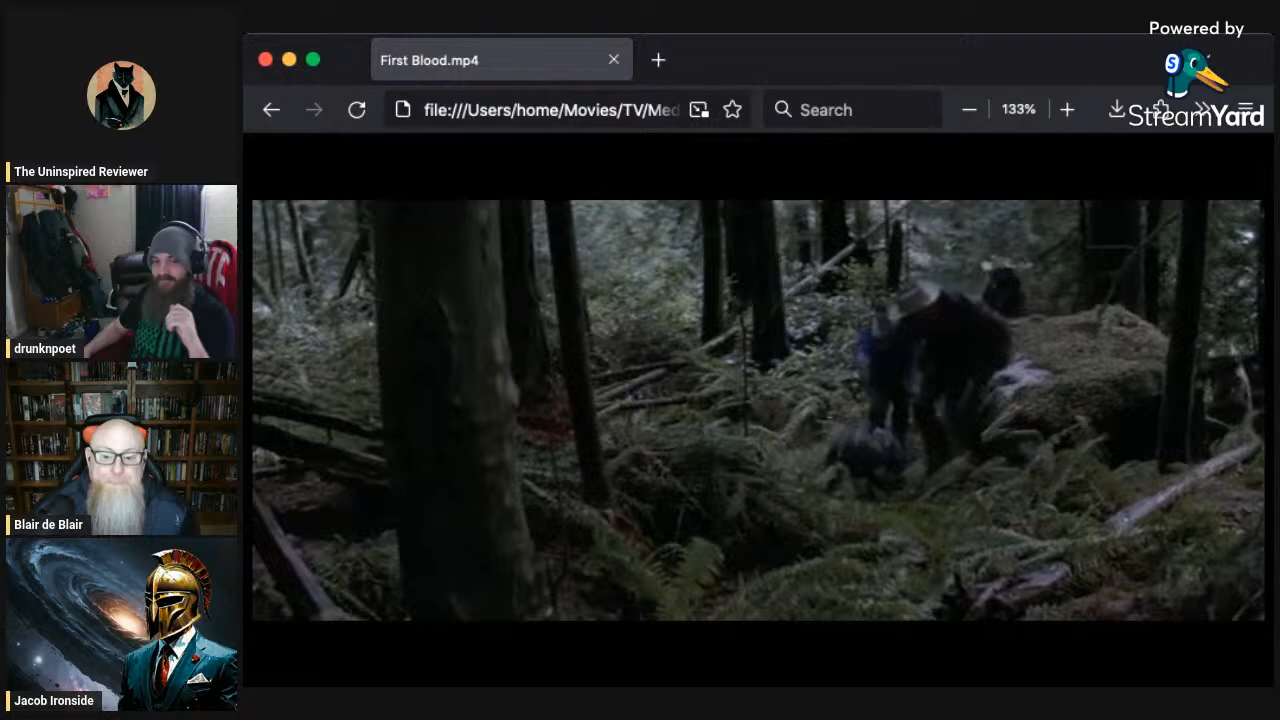 Powered by
StreamYard
First Blood.mp4
file:///Users/home/Movies/TV/Med
Search
133%
The Uninspired Reviewer
drunknpoet
Blair de Blair
Jacob Ironside